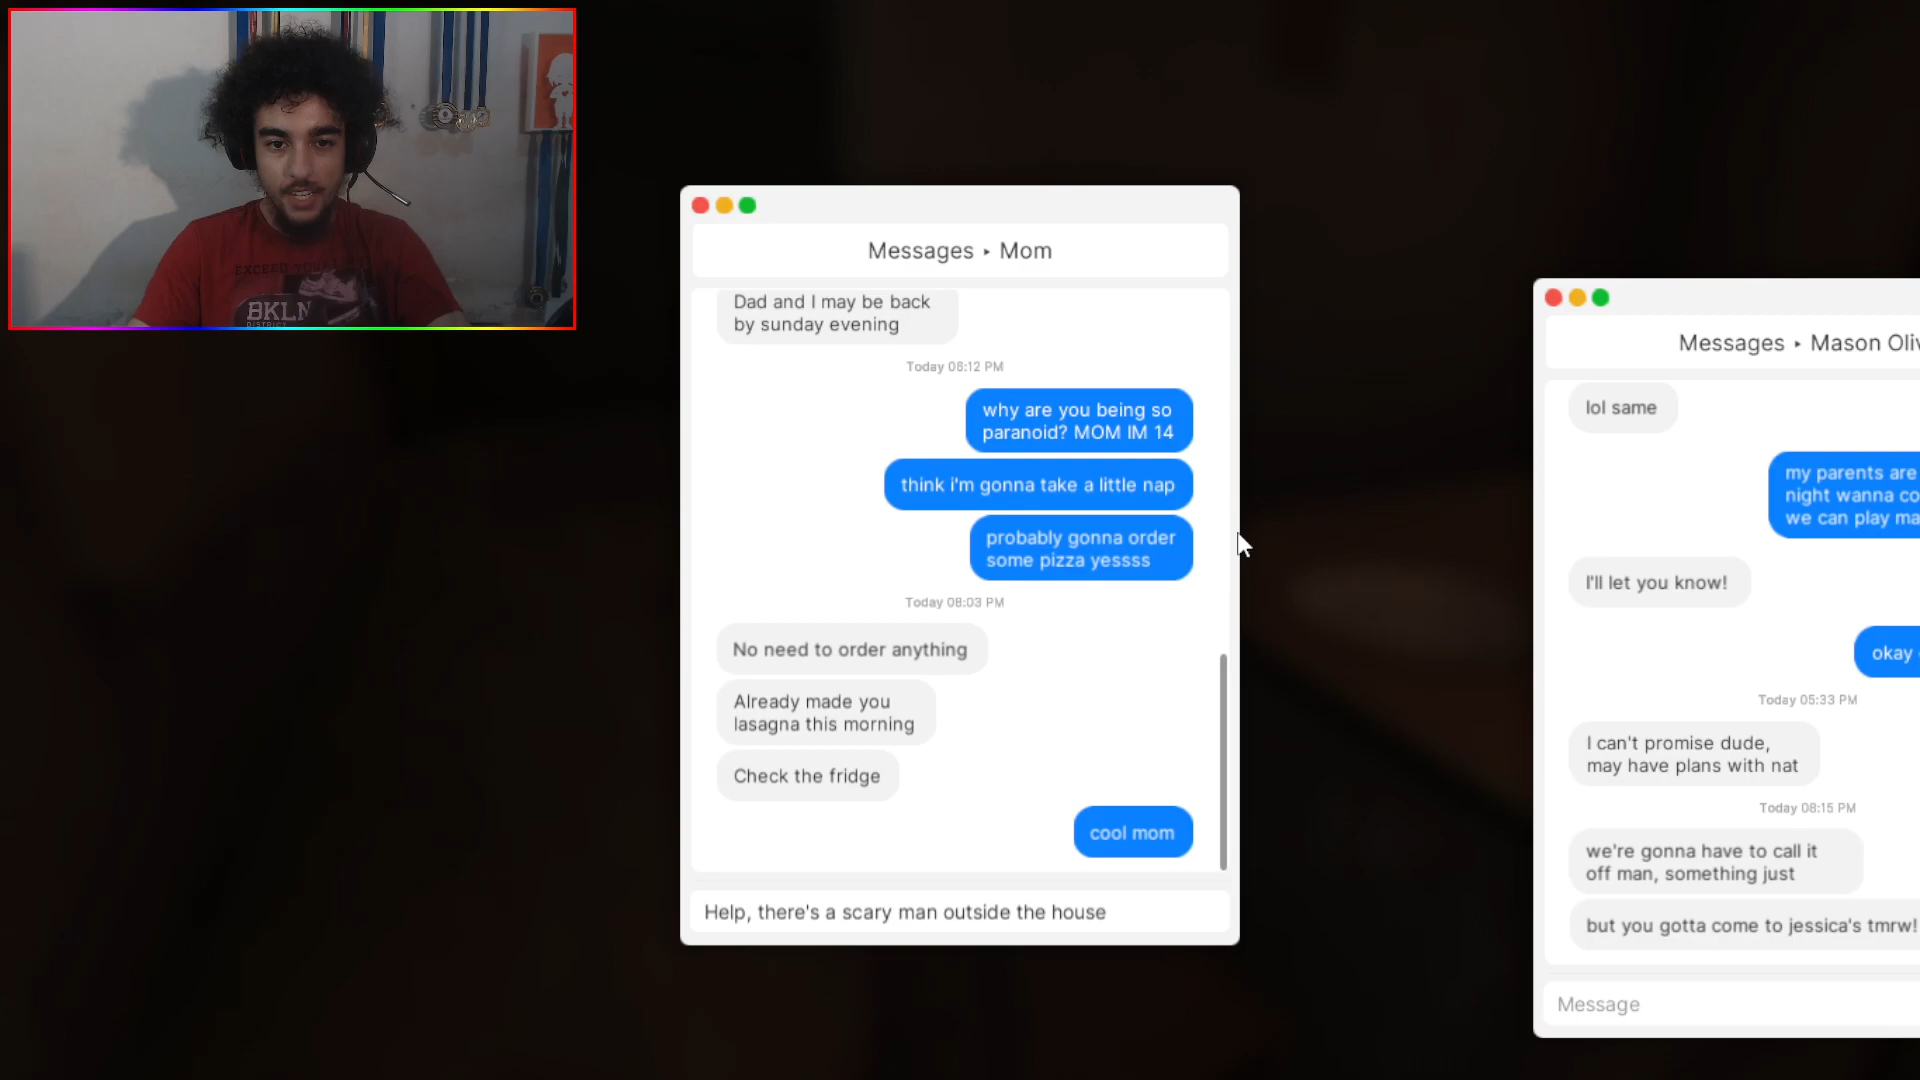 EXCEED YOU
BKLN
DISTRICT
Messages ‣ Mom
Dad and I may be back
by sunday evening
Today 08:12 PM
why are you being so
paranoid? MOM IM 14
think i'm gonna take a little nap
probably gonna order
some pizza yessss
Today 08:03 PM
No need to order anything
Already made you
lasagna this morning
Check the fridge
cool mom
Help, there's a scary man outside the house
Messages ‣ Mason Oliv
lol same
my parents are
night wanna co
we can play ma
I'll let you know!
okay
Today 05:33 PM
I can't promise dude,
may have plans with nat
Today 08:15 PM
we're gonna have to call it
off man, something just
but you gotta come to jessica's tmrw!
Message